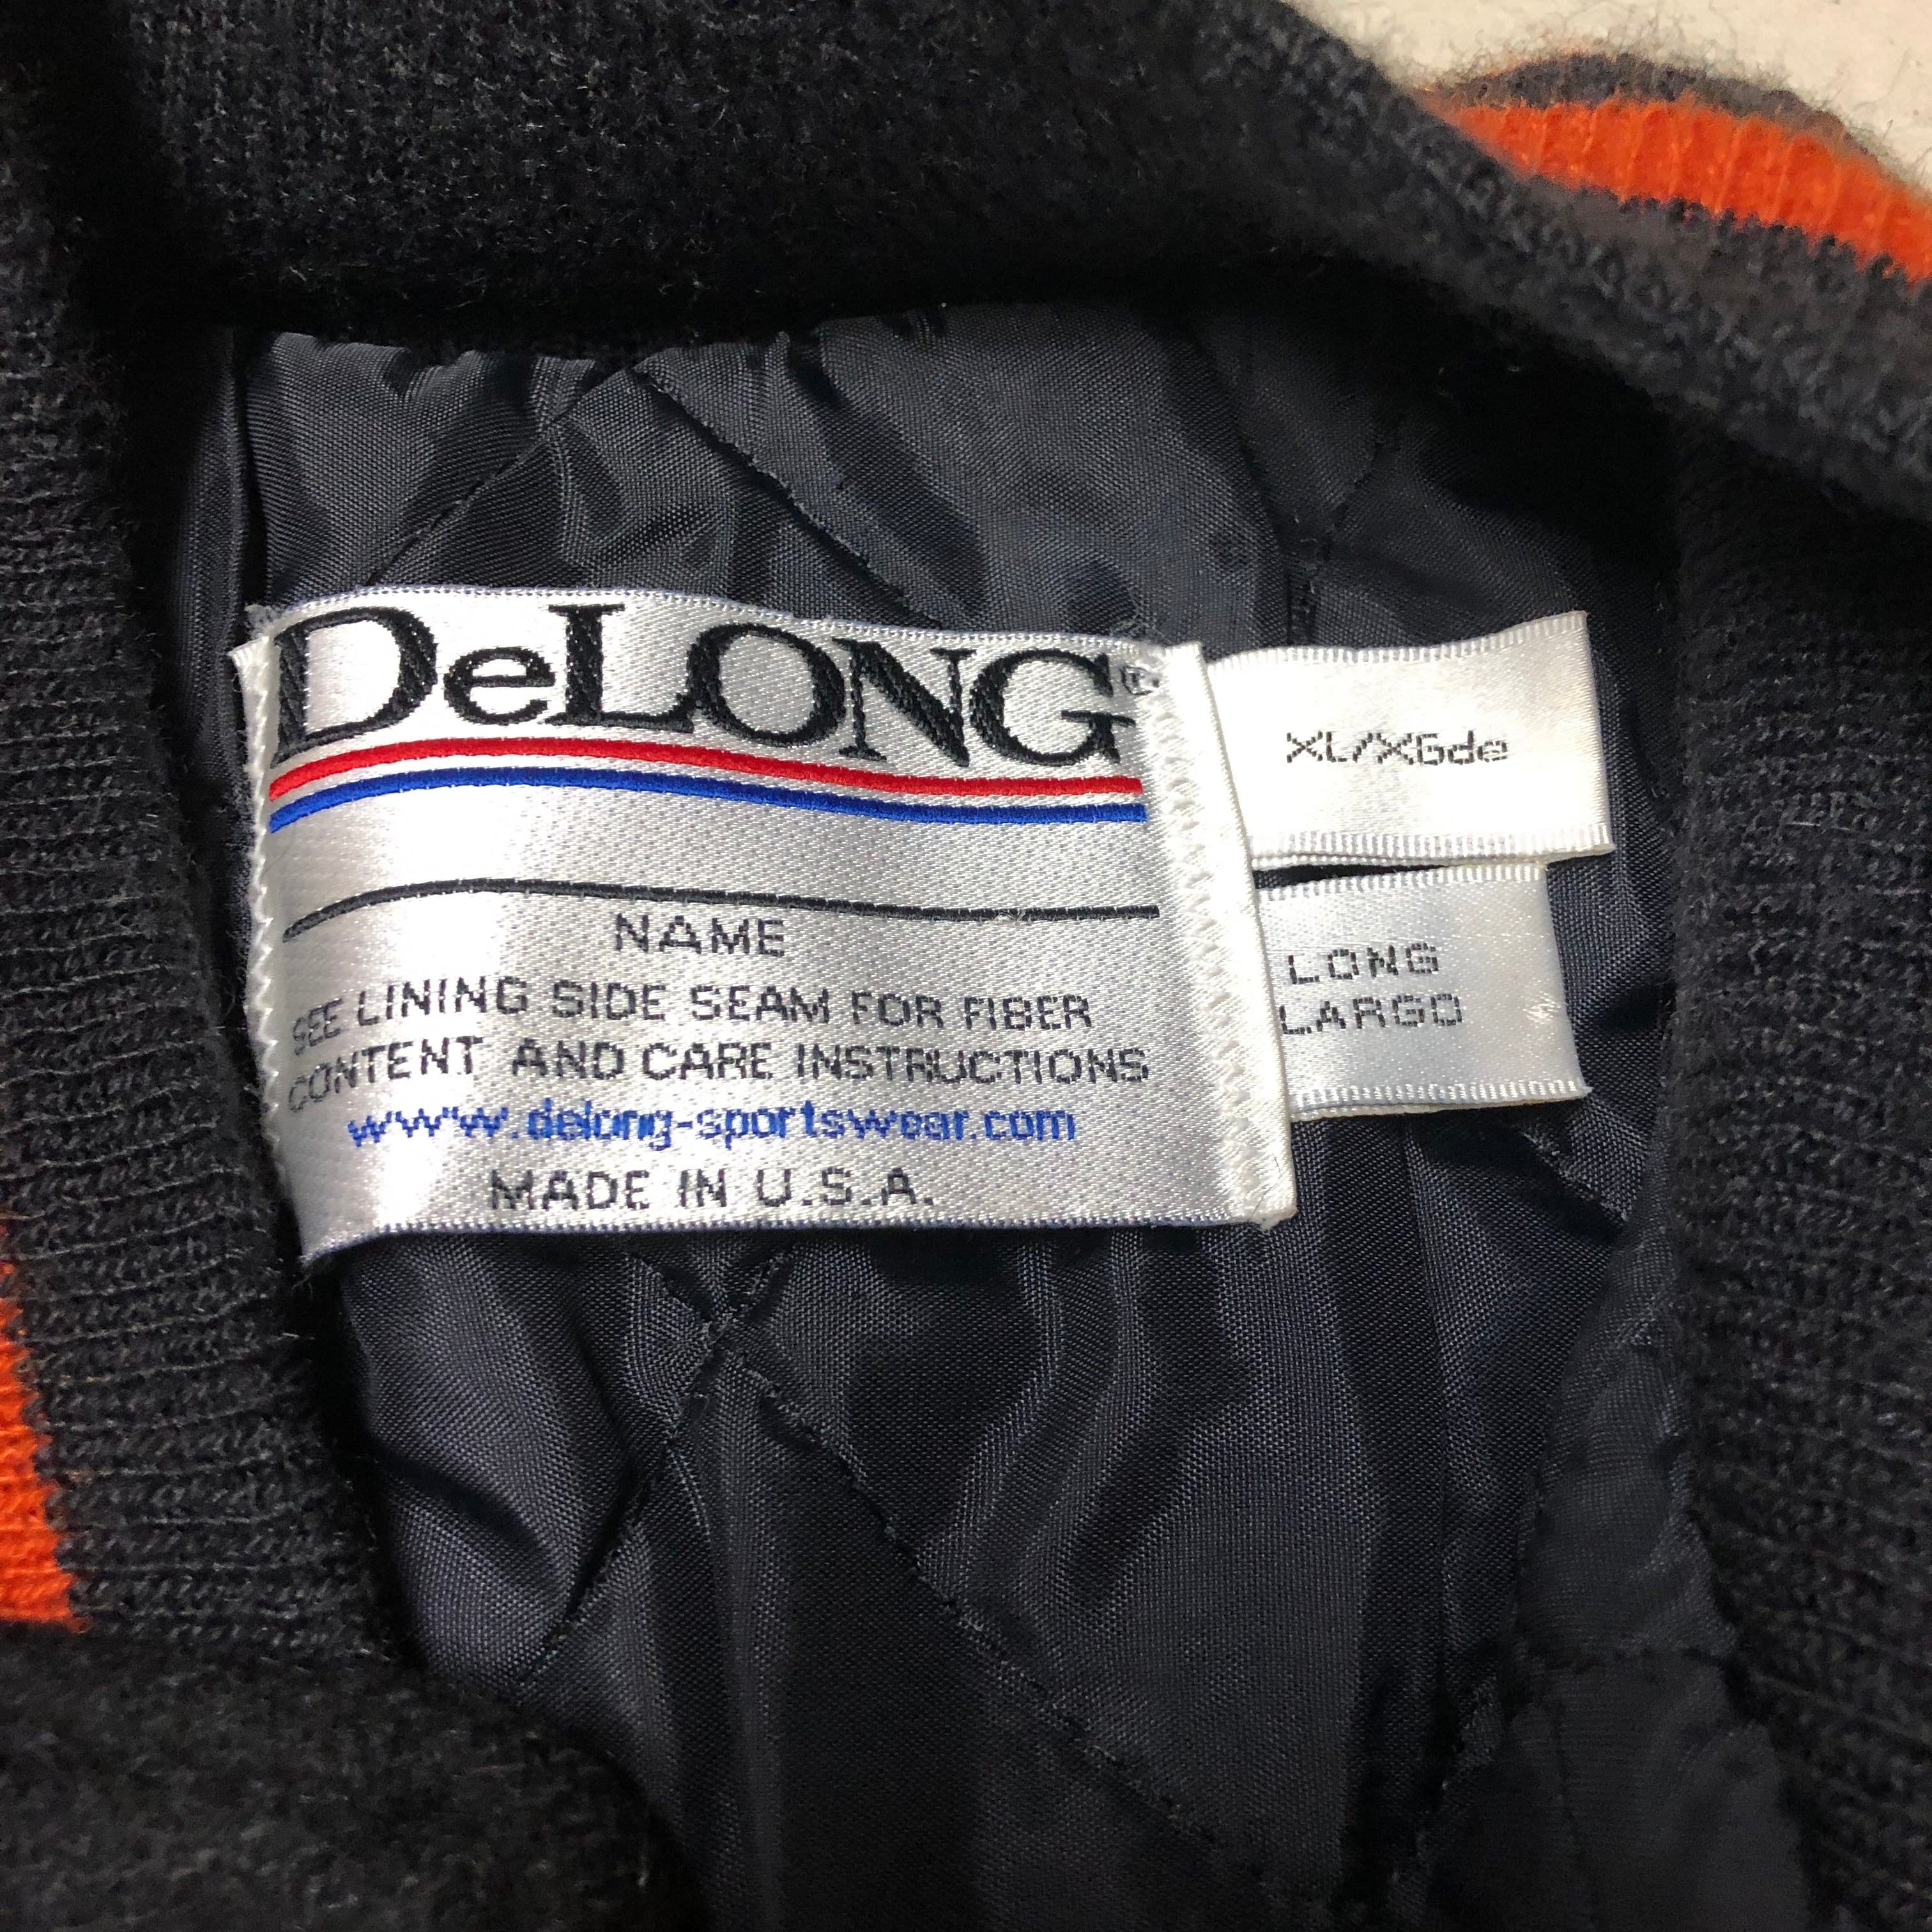 DeLONG®
NAME
SEE LINING SIDE SEAM FOR FIBER
CONTENT AND CARE INSTRUCTIONS
www.delong-sportswear.com
MADE IN U.S.A.
XL/XGde
LONG
LARGO